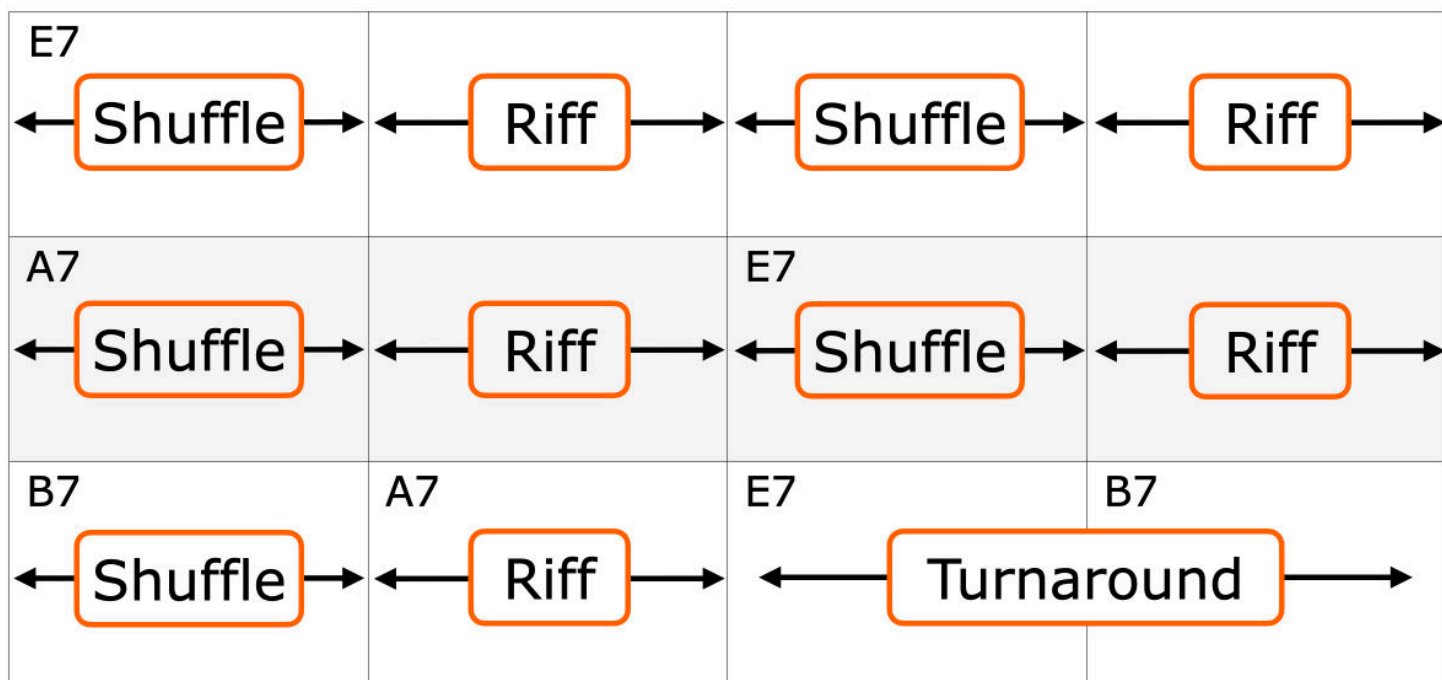 E7
Shuffle Riff Shuffle Riff
A7 E7
Shuffle Riff Shuffle Riff
B7 A7 E7 B7
Shuffle Riff Turnaround